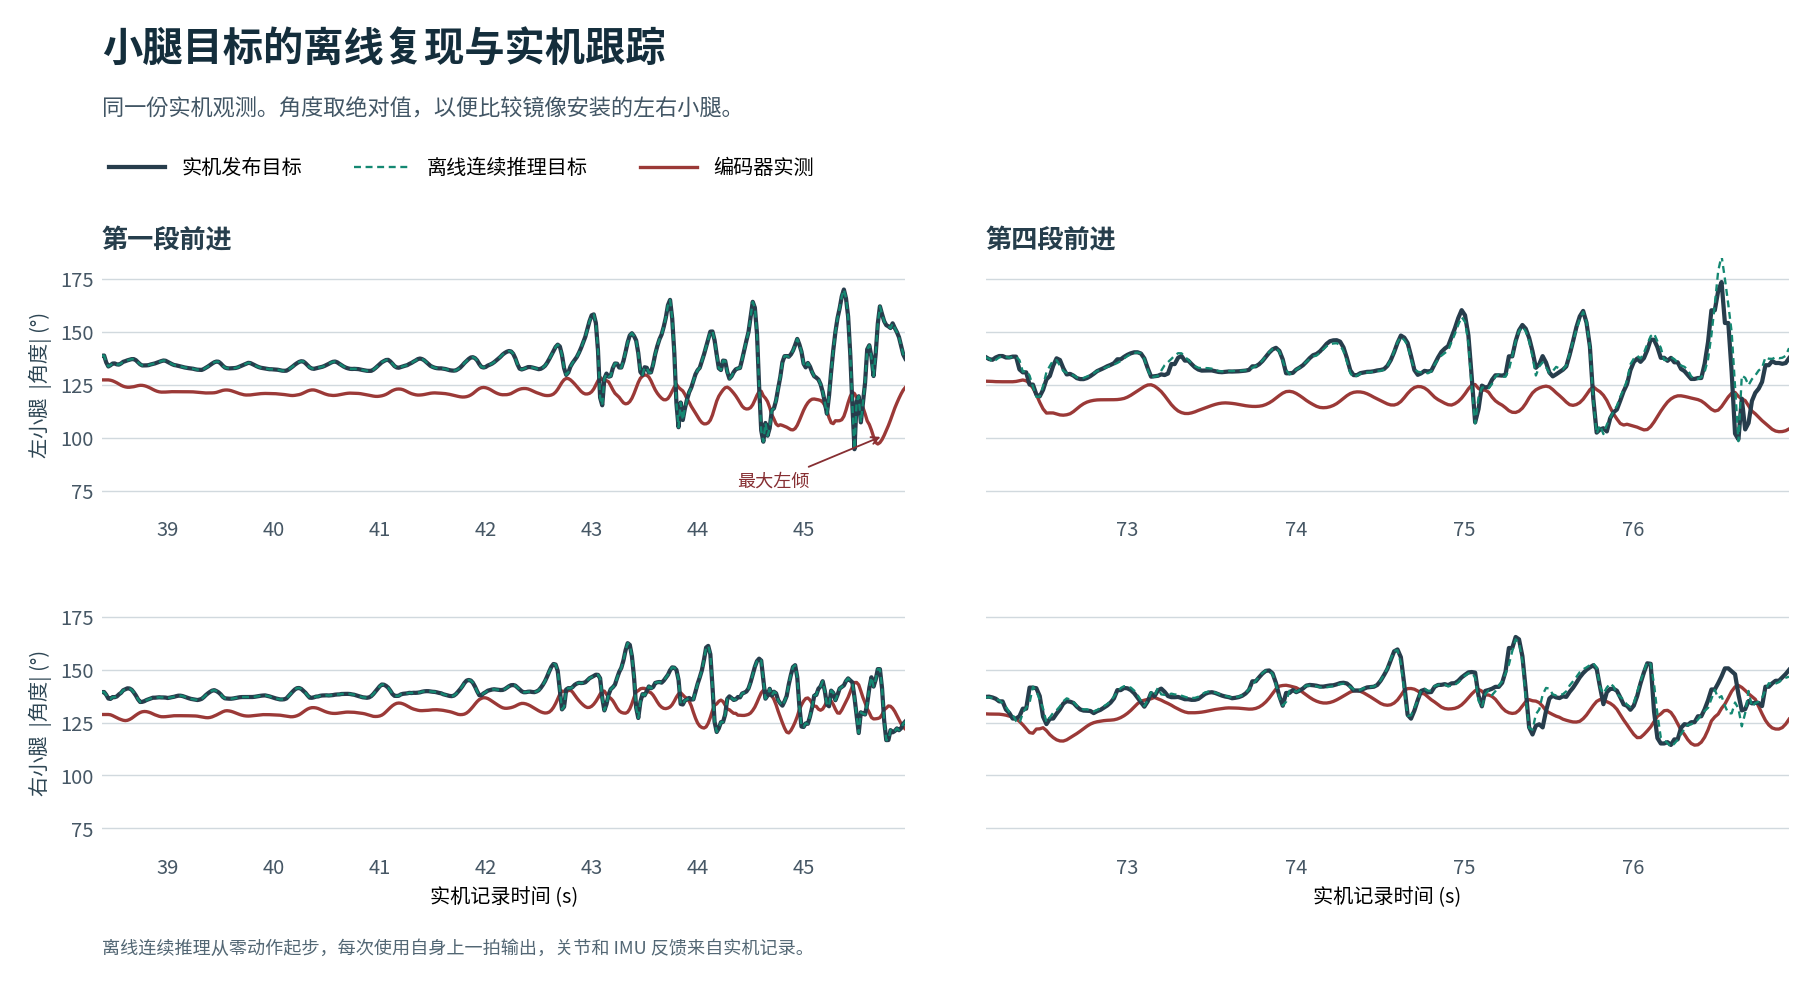 小腿目标的离线复现与实机跟踪
同一份实机观测。角度取绝对值，以便比较镜像安装的左右小腿。
实机发布目标 离线连续推理目标 编码器实测
第一段前进
175
150
125
100
75
左小腿 |角度| (°)
最大左倾
39 40 41 42 43 44 45
第四段前进
73 74 75 76
175
150
125
100
75
右小腿 |角度| (°)
39 40 41 42 43 44 45
实机记录时间 (s)
73 74 75 76
实机记录时间 (s)
离线连续推理从零动作起步，每次使用自身上一拍输出，关节和 IMU 反馈来自实机记录。